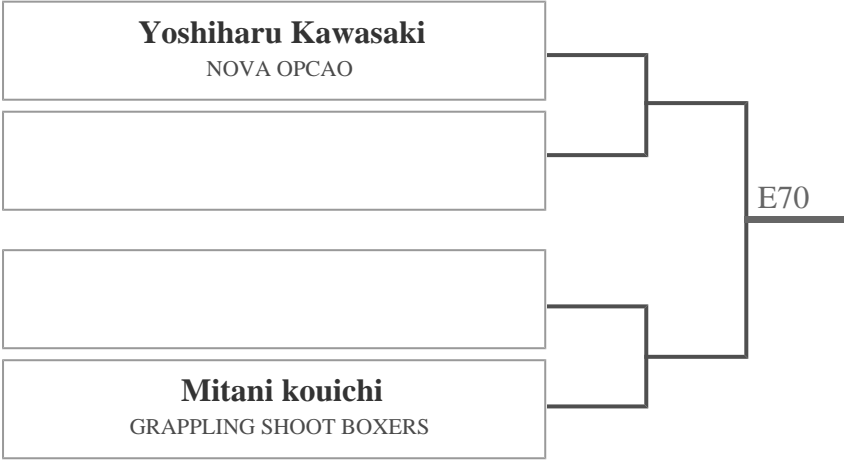 Yoshiharu Kawasaki
NOVA OPCAO
E70
Mitani kouichi
GRAPPLING SHOOT BOXERS